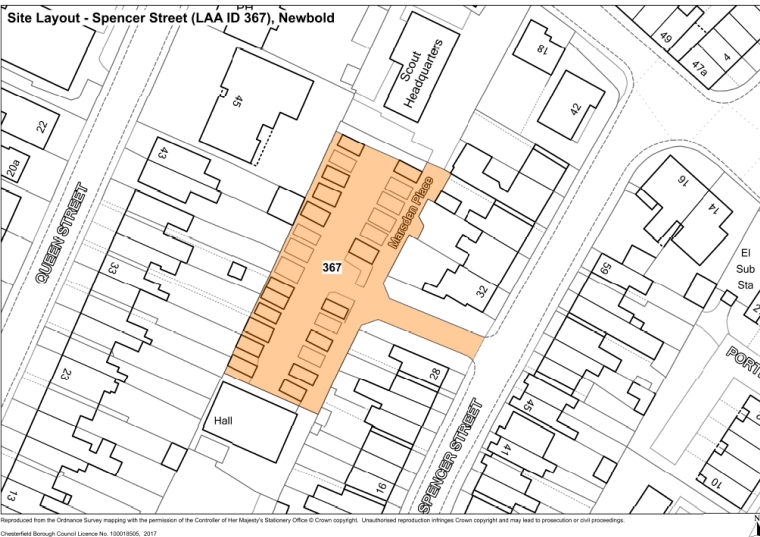 Site Layout - Spencer Street (LAA ID 367), Newbold
PH
Scout
Headquarters
18
42
49
47a
4
45
22
20a
43
QUEEN STREET
33
23
13
367
Marsden Place
32
28
16
Hall
SPENCER STREET
16
14
59
45
41
El
Sub
Sta
10
N
Reproduced from the Ordnance Survey mapping with the permission of the Controller of Her Majesty's Stationery Office © Crown copyright. Unauthorised reproduction infringes Crown copyright and may lead to prosecution or civil proceedings.
Chesterfield Borough Council Licence No. 100018505, 2017